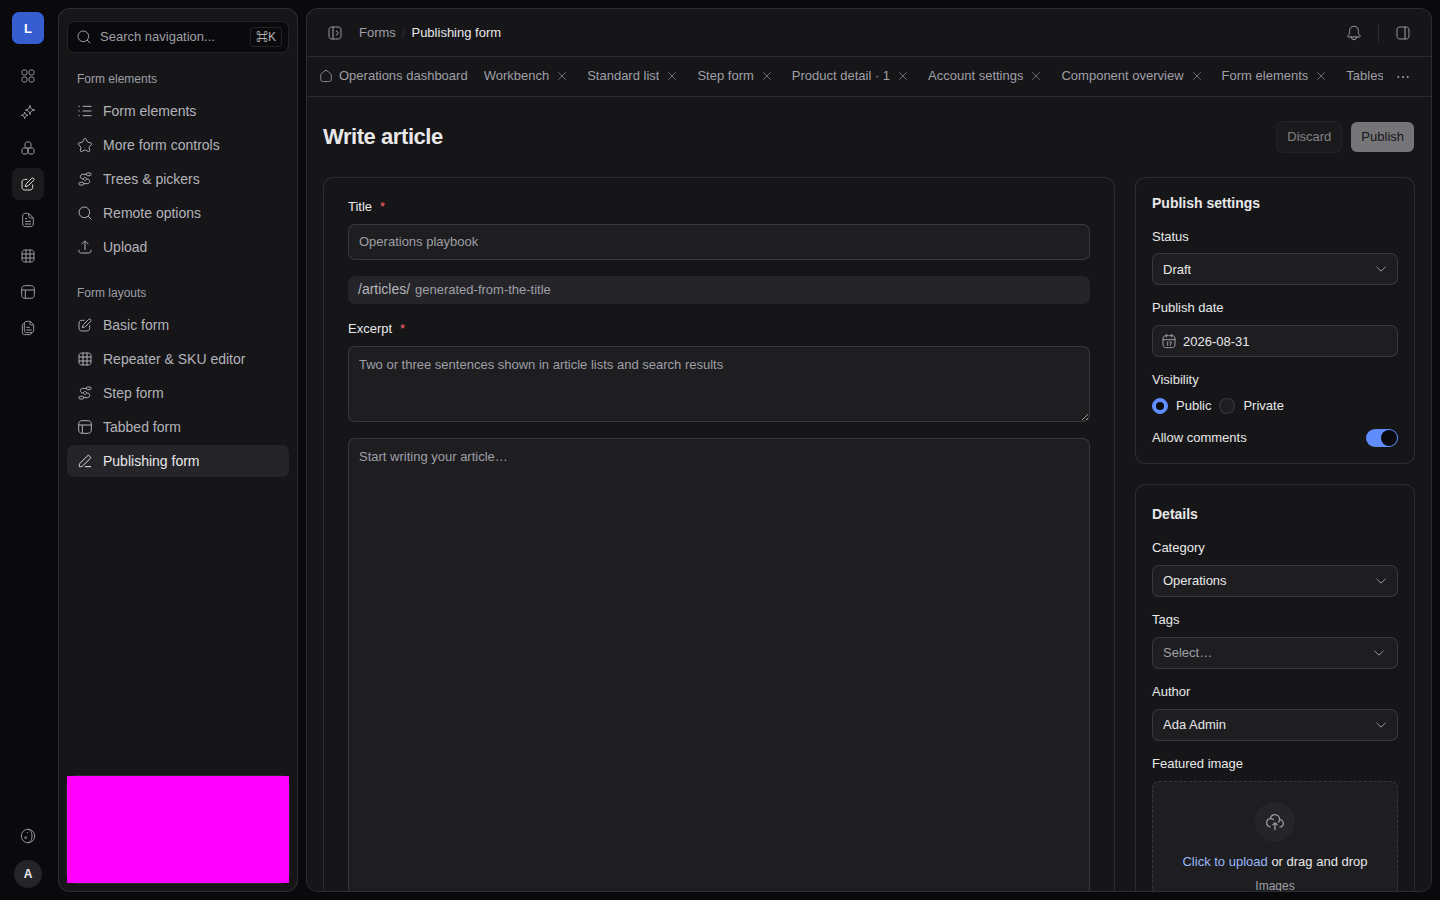 L
Search navigation...
⌘K
Form elements
Form elements
More form controls
Trees & pickers
Remote options
Upload
Form layouts
Basic form
Repeater & SKU editor
Step form
Tabbed form
Publishing form
A
Forms / Publishing form
Operations dashboard
Workbench
Standard list
Step form
Product detail · 1
Account settings
Component overview
Form elements
Tables
Write article
Discard
Publish
Title *
Operations playbook
/articles/ generated-from-the-title
Excerpt *
Two or three sentences shown in article lists and search results
Start writing your article…
Publish settings
Status
Draft
Publish date
2026-08-31
Visibility
Public
Private
Allow comments
Details
Category
Operations
Tags
Select…
Author
Ada Admin
Featured image
Click to upload or drag and drop
Images